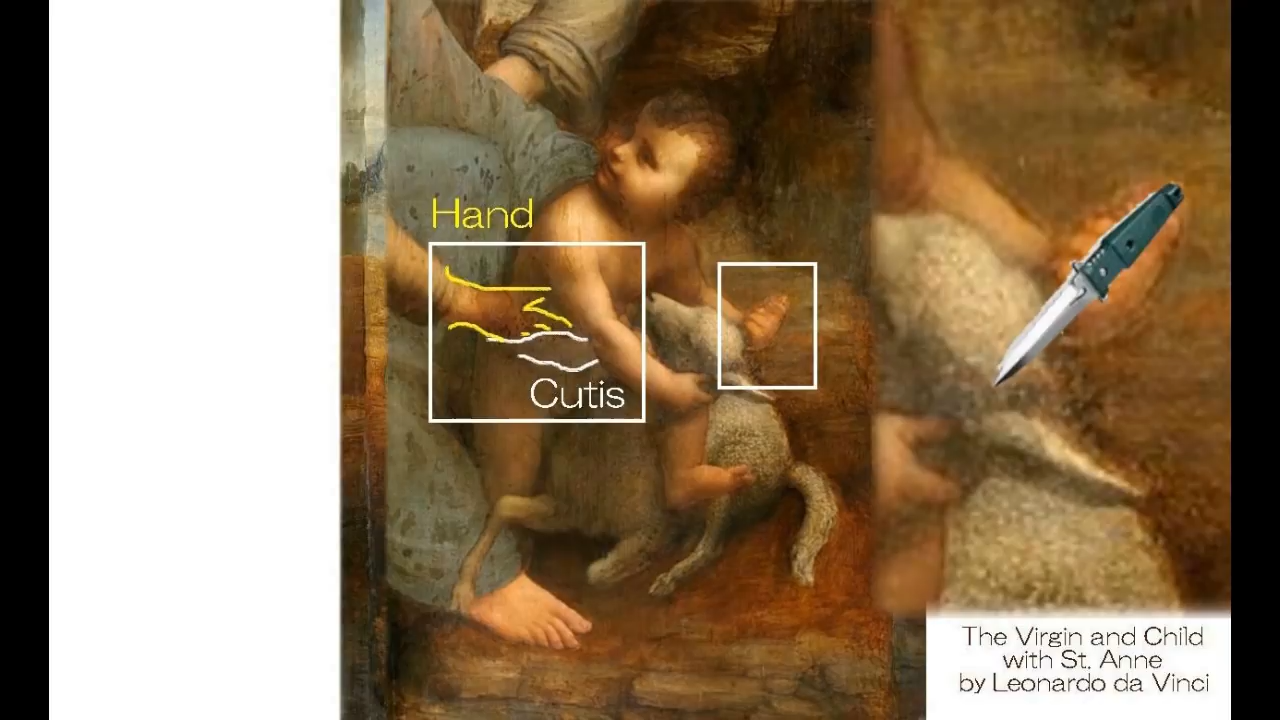 Hand
Cutis
The Virgin and Child
with St. Anne
by Leonardo da Vinci